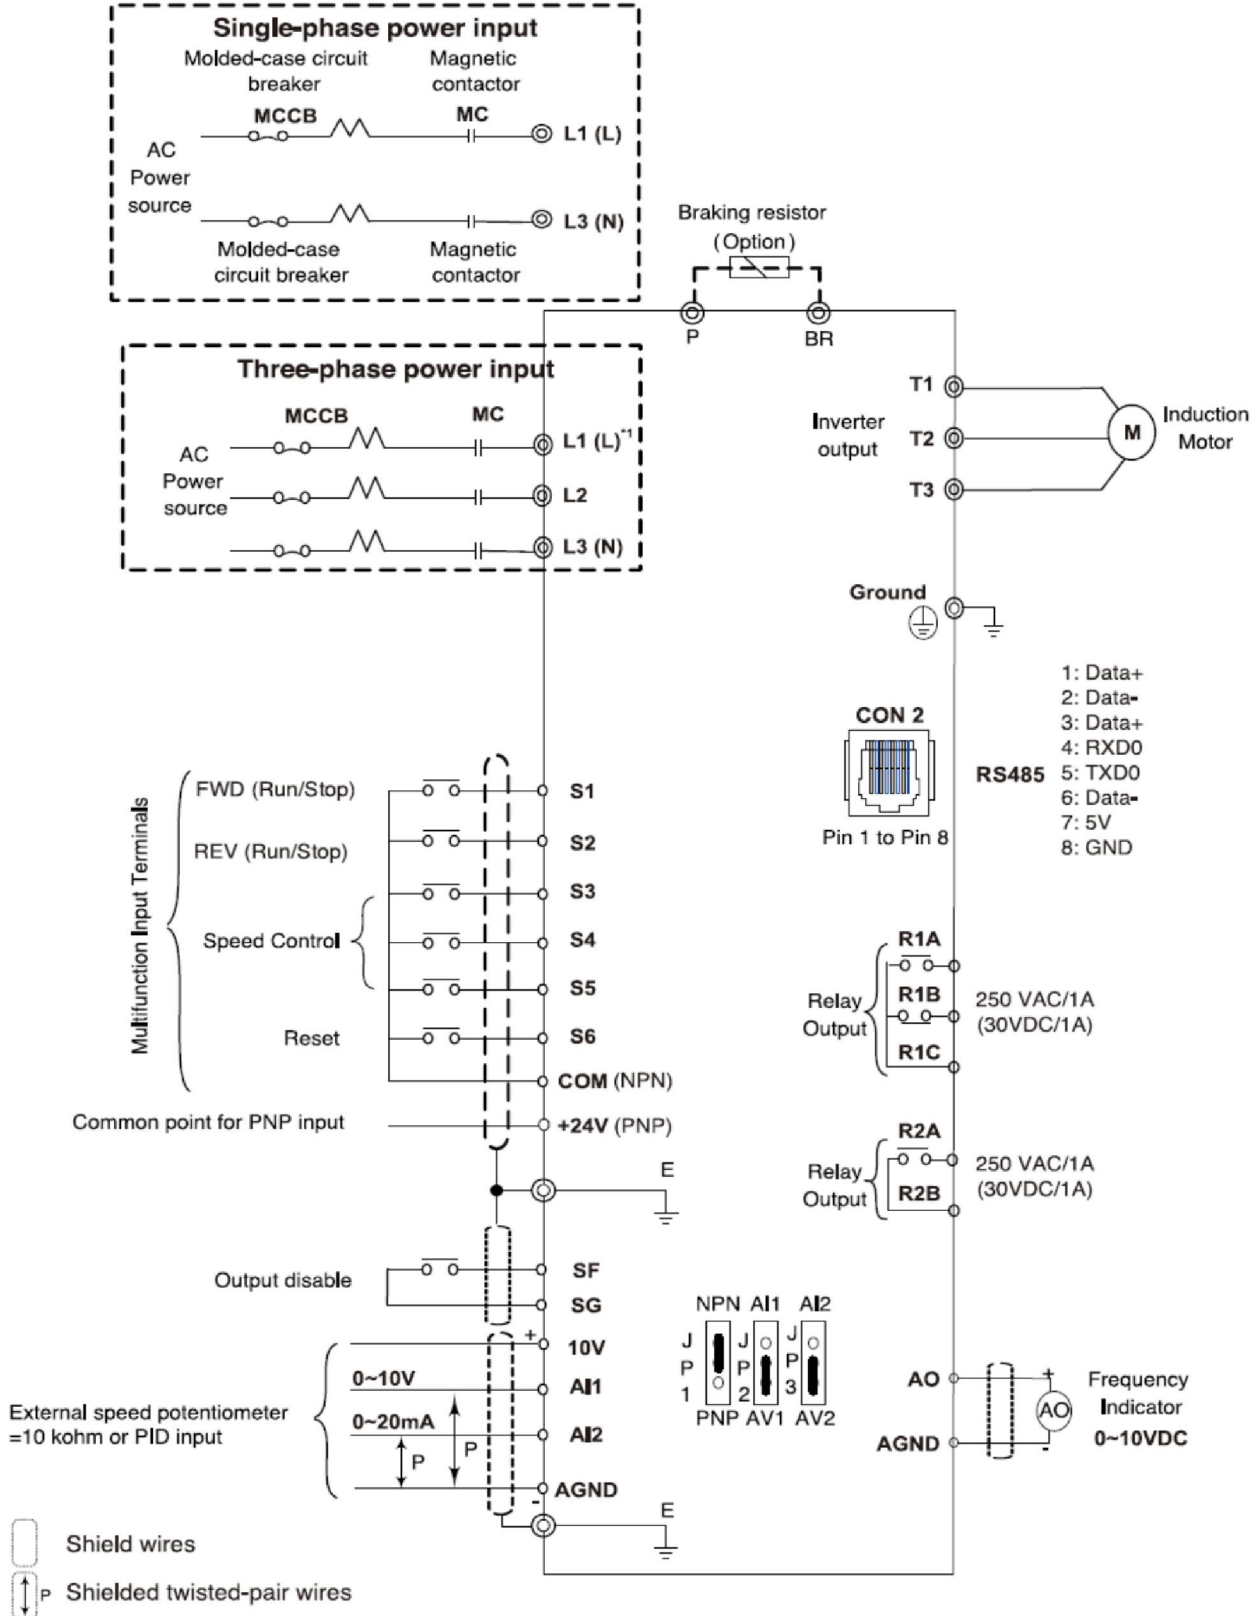 Single-phase power input
Molded-case circuit breaker
Magnetic contactor
MCCB
MC
L1 (L)
AC Power source
L3 (N)
Molded-case circuit breaker
Magnetic contactor
Braking resistor
(Option)
P
BR
Three-phase power input
MCCB
MC
L1 (L)*1
AC Power source
L2
L3 (N)
T1
Inverter output
T2
T3
M
Induction Motor
Ground
CON 2
RS485
Pin 1 to Pin 8
1: Data+
2: Data-
3: Data+
4: RXD0
5: TXD0
6: Data-
7: 5V
8: GND
Multifunction Input Terminals
FWD (Run/Stop)
S1
REV (Run/Stop)
S2
S3
Speed Control
S4
S5
Reset
S6
COM (NPN)
Common point for PNP input
+24V (PNP)
E
R1A
Relay Output
R1B
R1C
250 VAC/1A
(30VDC/1A)
R2A
Relay Output
R2B
250 VAC/1A
(30VDC/1A)
Output disable
SF
SG
+
10V
0~10V
AI1
External speed potentiometer
=10 kohm or PID input
0~20mA
AI2
P
P
AGND
-
E
NPN AI1 AI2
J P 1
J P 2
J P 3
PNP AV1 AV2
AO
AGND
+
AO
-
Frequency
Indicator
0~10VDC
Shield wires
P Shielded twisted-pair wires